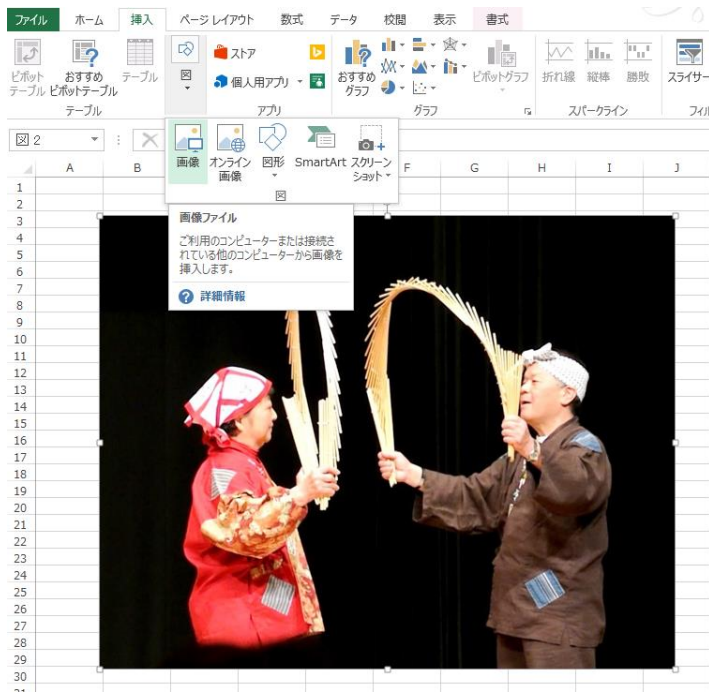 ファイル ホーム 挿入 ページ レイアウト 数式 データ 校閲 表示 書式
ピボット
テーブル
おすすめ
ピボットテーブル
テーブル
テーブル
ストア
個人用アプリ
アプリ
おすすめ
グラフ
ピボットグラフ
グラフ
折れ線 縦棒 勝敗
スパークライン
スライサー
フィル
図 2
画像
オンライン
画像
図形
SmartArt
スクリーン
ショット
図
A B F G H I J
画像ファイル
ご利用のコンピューターまたは接続さ
れている他のコンピューターから画像を
挿入します。
? 詳細情報
1
2
3
4
5
6
7
8
9
10
11
12
13
14
15
16
17
18
19
20
21
22
23
24
25
26
27
28
29
30
31